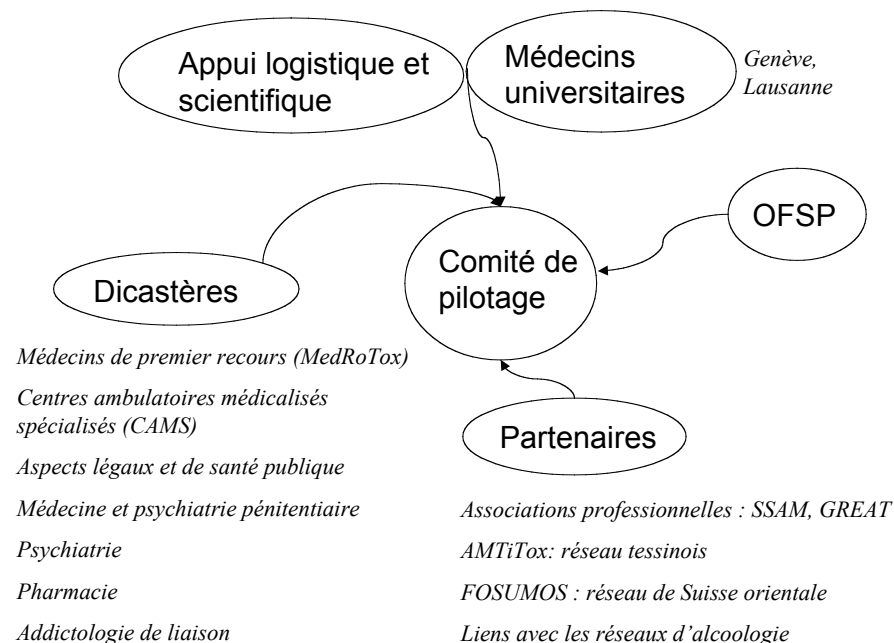 Appui logistique et
scientifique
Médecins
universitaires
Genève,
Lausanne
OFSP
Comité de
pilotage
Dicastères
Médecins de premier recours (MedRoTox)
Centres ambulatoires médicalisés
spécialisés (CAMS)
Aspects légaux et de santé publique
Médecine et psychiatrie pénitentiaire
Psychiatrie
Pharmacie
Addictologie de liaison
Partenaires
Associations professionnelles : SSAM, GREAT
AMTiTox: réseau tessinois
FOSUMOS : réseau de Suisse orientale
Liens avec les réseaux d'alcoologie